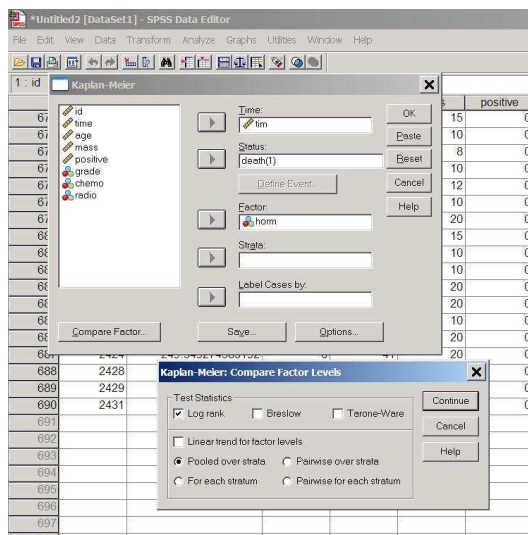 *Untitled2 [DataSet1] - SPSS Data Editor
File Edit View Data Transform Analyze Graphs Utilities Window Help
1 : id
Kaplan-Meier
positive
id
time
age
mass
positive
grade
chemo
radio
Time:
tim
Status:
death(1)
Define Event...
Factor:
horm
Strata:
Label Cases by:
OK
Paste
Reset
Cancel
Help
Compare Factor...
Save...
Options...
15
10
8
10
12
10
20
15
10
10
20
20
10
20
687 2424 20
688 2428
689 2429
690 2431
691
692
693
694
695
696
697
Kaplan-Meier: Compare Factor Levels
Test Statistics
Log rank Breslow Tarone-Ware
Linear trend for factor levels
Pooled over strata Pairwise over strata
For each stratum Pairwise for each stratum
Continue
Cancel
Help